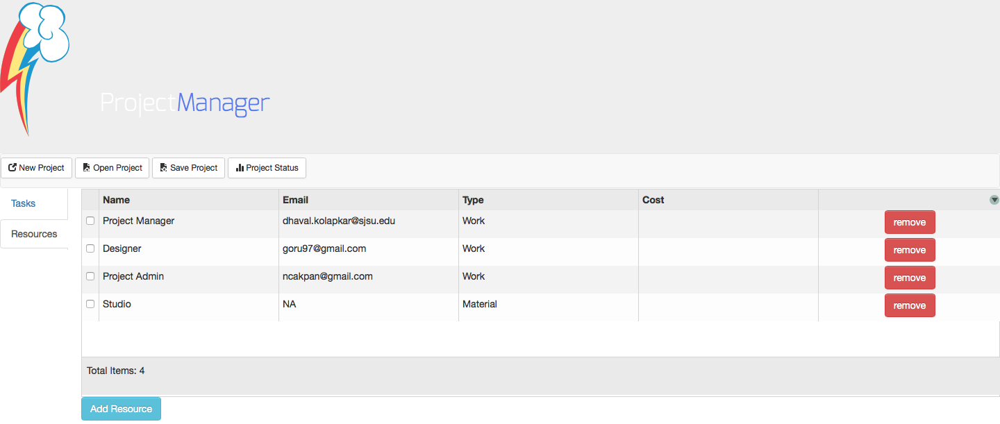 ProjectManager
New Project Open Project Save Project Project Status
Tasks
Resources
Name Email Type Cost
Project Manager dhaval.kolapkar@sjsu.edu Work remove
Designer goru97@gmail.com Work remove
Project Admin ncakpan@gmail.com Work remove
Studio NA Material remove
Total Items: 4
Add Resource